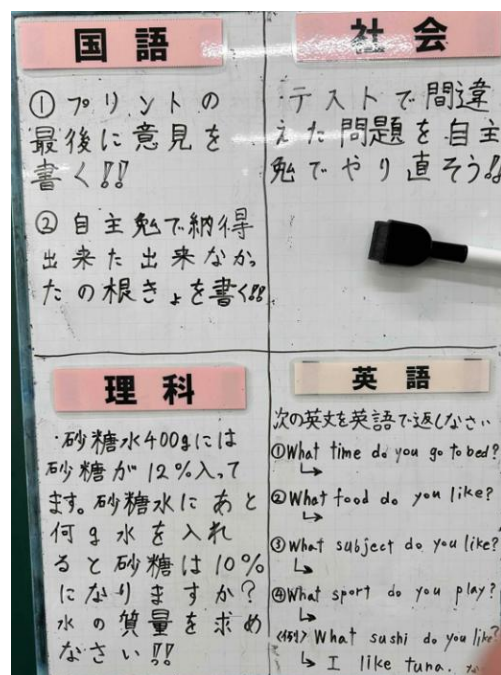 国語
①プリントの
最後に意見を
書く!!
②自主勉で納得
出来た出来なかっ
たの根きょを書く!!
社会
テストで間違
えた問題を自主
勉でやり直そう!!
理科
・砂糖水400gには
砂糖が12%入って
ます。砂糖水にあと
何g水を入れ
ると砂糖は10%
になりますか?
水の質量を求め
なさい!!
英語
次の英文を英語で返しなさい
①What time do you go to bed?
↳
②What food do you like?
↳
③What subject do you like?
↳
④What sport do you play?
<例> What sushi do you like?
↳ I like tuna.